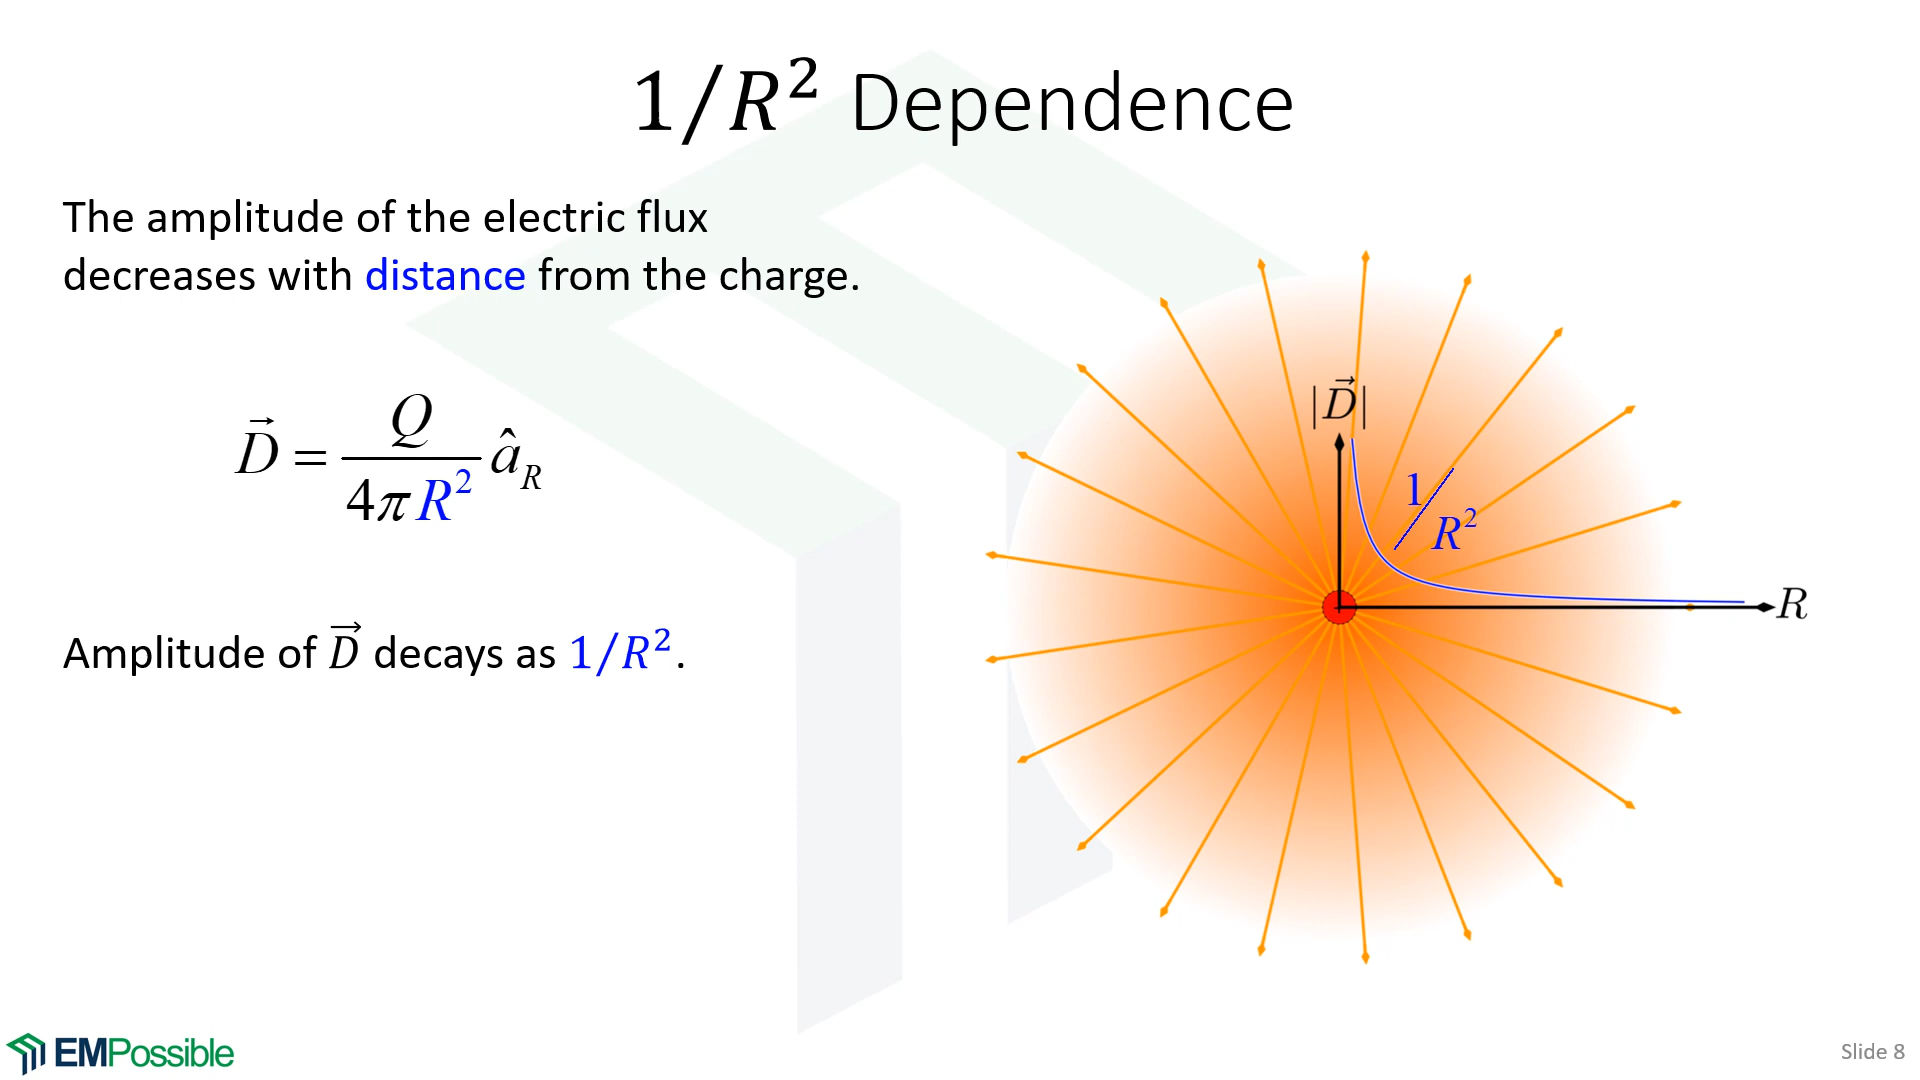 1/R² Dependence
The amplitude of the electric flux
decreases with distance from the charge.
D⃗ = Q / 4πR² â_R
Amplitude of D⃗ decays as 1/R².
|D⃗|
1/R²
R
EMPossible
Slide 8